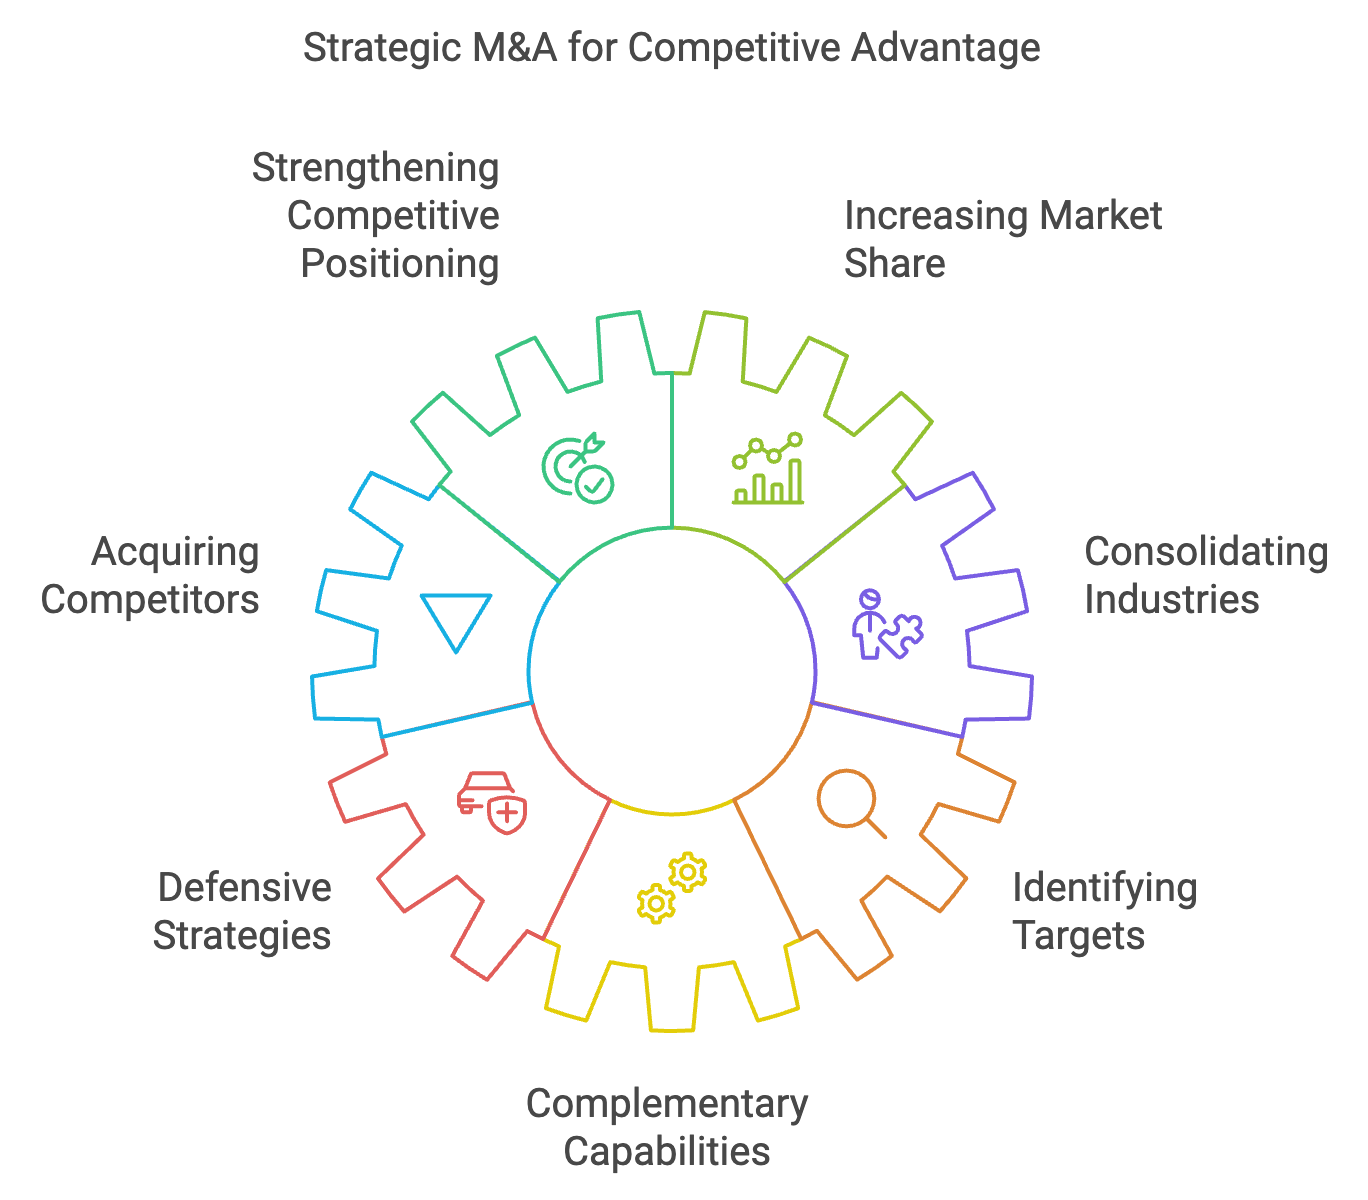 Strategic M&A for Competitive Advantage
Strengthening
Competitive
Positioning
Increasing Market
Share
Acquiring
Competitors
Consolidating
Industries
Defensive
Strategies
Identifying
Targets
Complementary
Capabilities